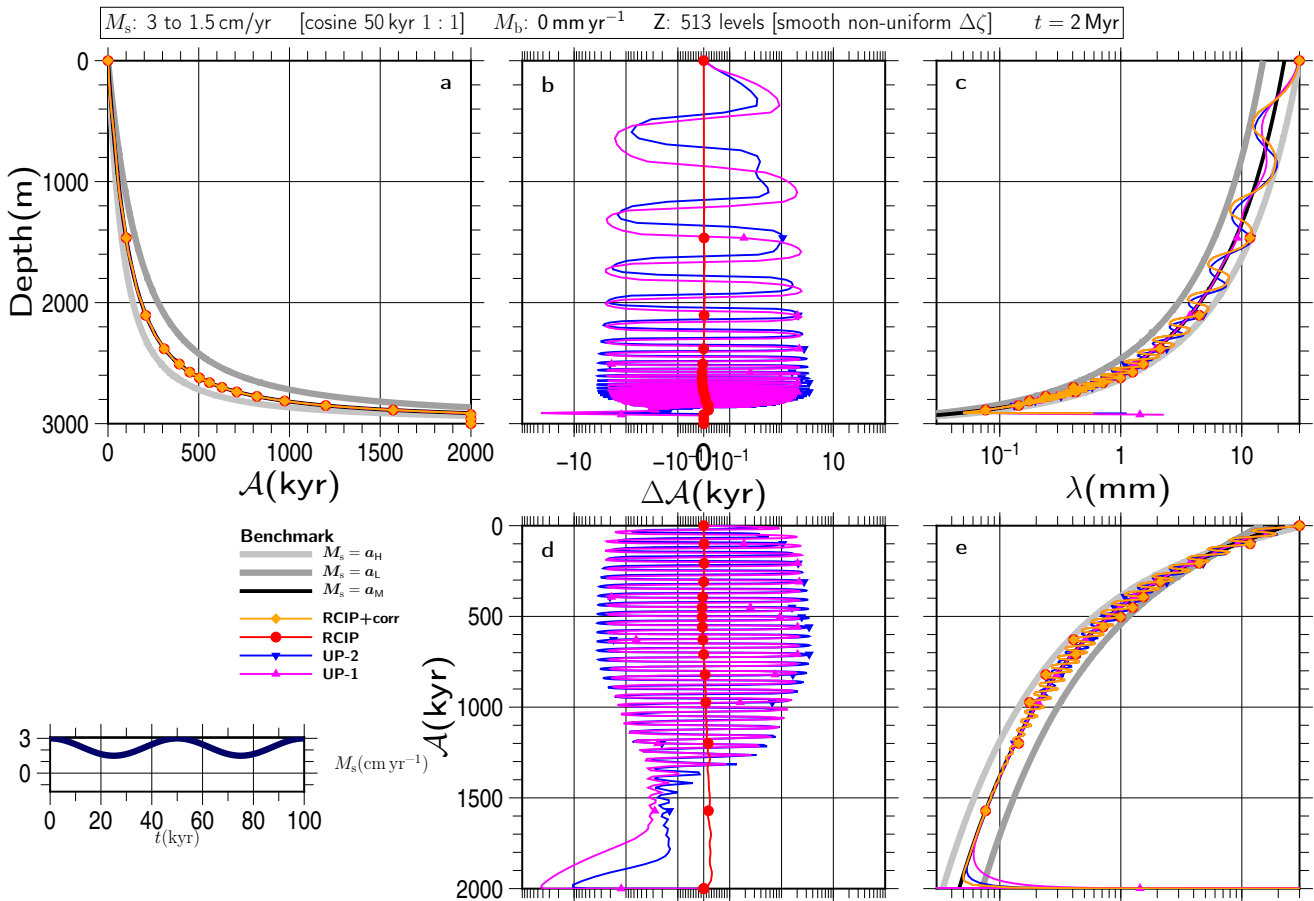 Mₛ: 3 to 1.5 cm/yr [cosine 50 kyr 1 : 1] M_b: 0 mm yr⁻¹ Z: 513 levels [smooth non-uniform Δζ] t = 2 Myr
a b c
0
1000
2000
3000
Depth(m)
0 500 1000 1500 2000
𝒜(kyr)
−10 −10⁻¹ 0 10⁻¹ 10
Δ𝒜(kyr)
10⁻¹ 1 10
λ(mm)
Benchmark
Mₛ = a_H
Mₛ = a_L
Mₛ = a_M
RCIP+corr
RCIP
UP-2
UP-1
3
0
Mₛ(cm yr⁻¹)
0 20 40 60 80 100
t(kyr)
d e
0
500
1000
1500
2000
𝒜(kyr)